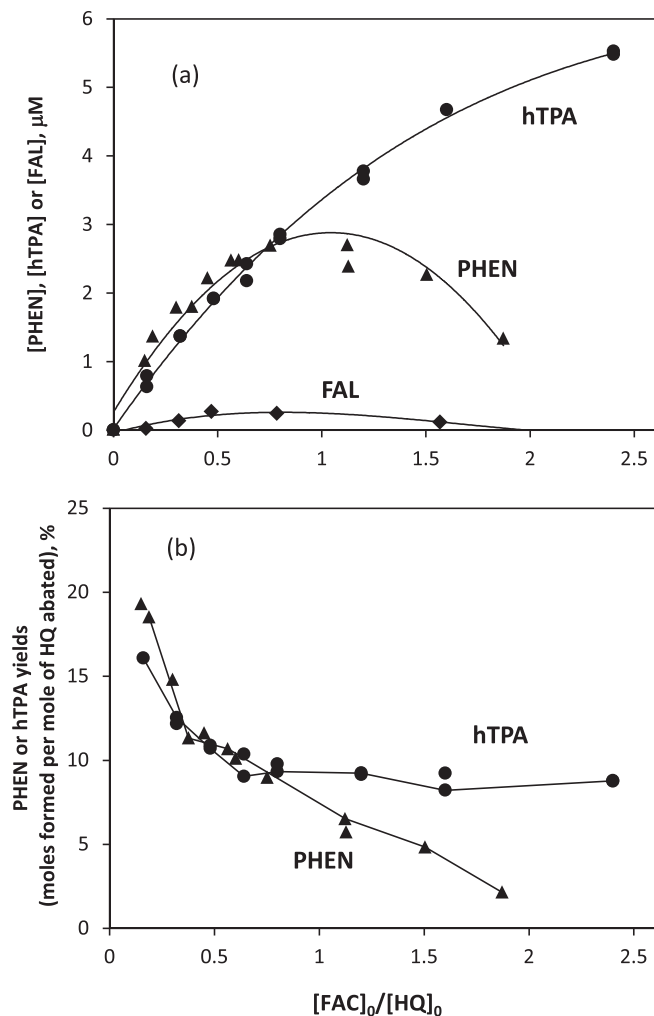 6
(a)
5
hTPA
4
3
PHEN
2
1
FAL
0
0 0.5 1 1.5 2 2.5
[PHEN], [hTPA] or [FAL], μM
25
(b)
20
15
hTPA
10
5
PHEN
0
0 0.5 1 1.5 2 2.5
PHEN or hTPA yields
(moles formed per mole of HQ abated), %
[FAC]0/[HQ]0